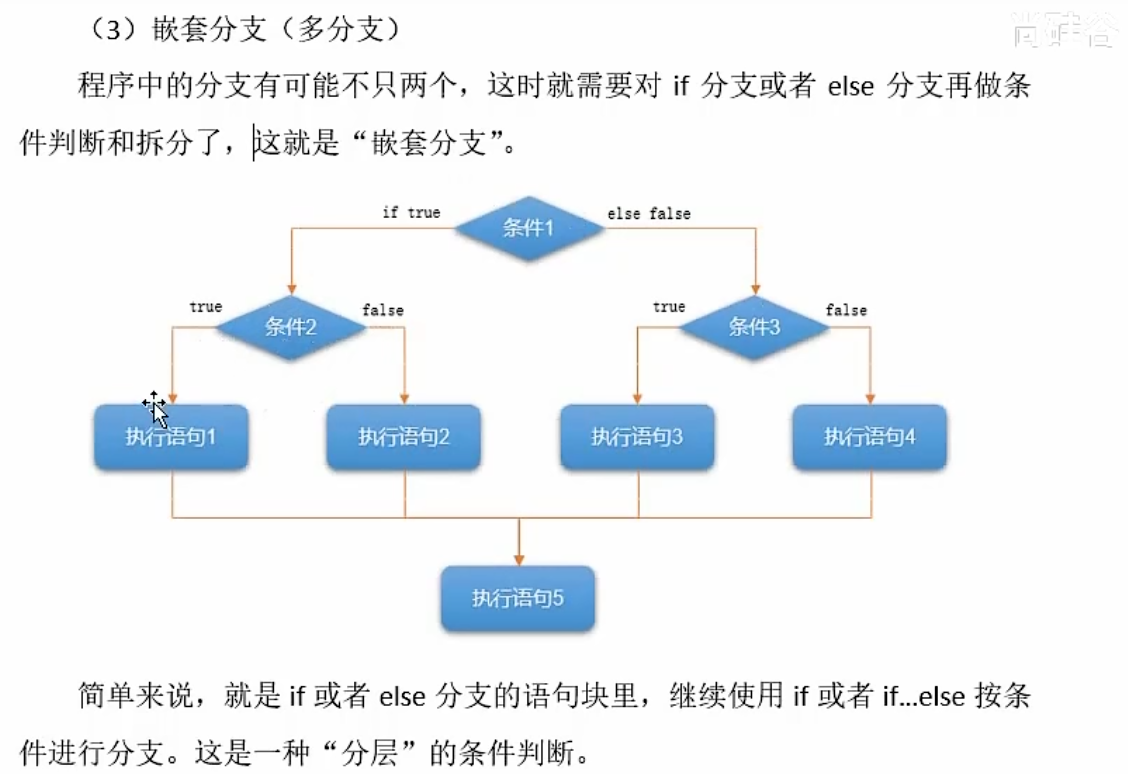 尚硅谷
（3）嵌套分支（多分支）
程序中的分支有可能不只两个，这时就需要对 if 分支或者 else 分支再做条
件判断和拆分了，这就是“嵌套分支”。
if true
条件1
else false
true
条件2
false
true
条件3
false
执行语句1
执行语句2
执行语句3
执行语句4
执行语句5
简单来说，就是 if 或者 else 分支的语句块里，继续使用 if 或者 if…else 按条
件进行分支。这是一种“分层”的条件判断。